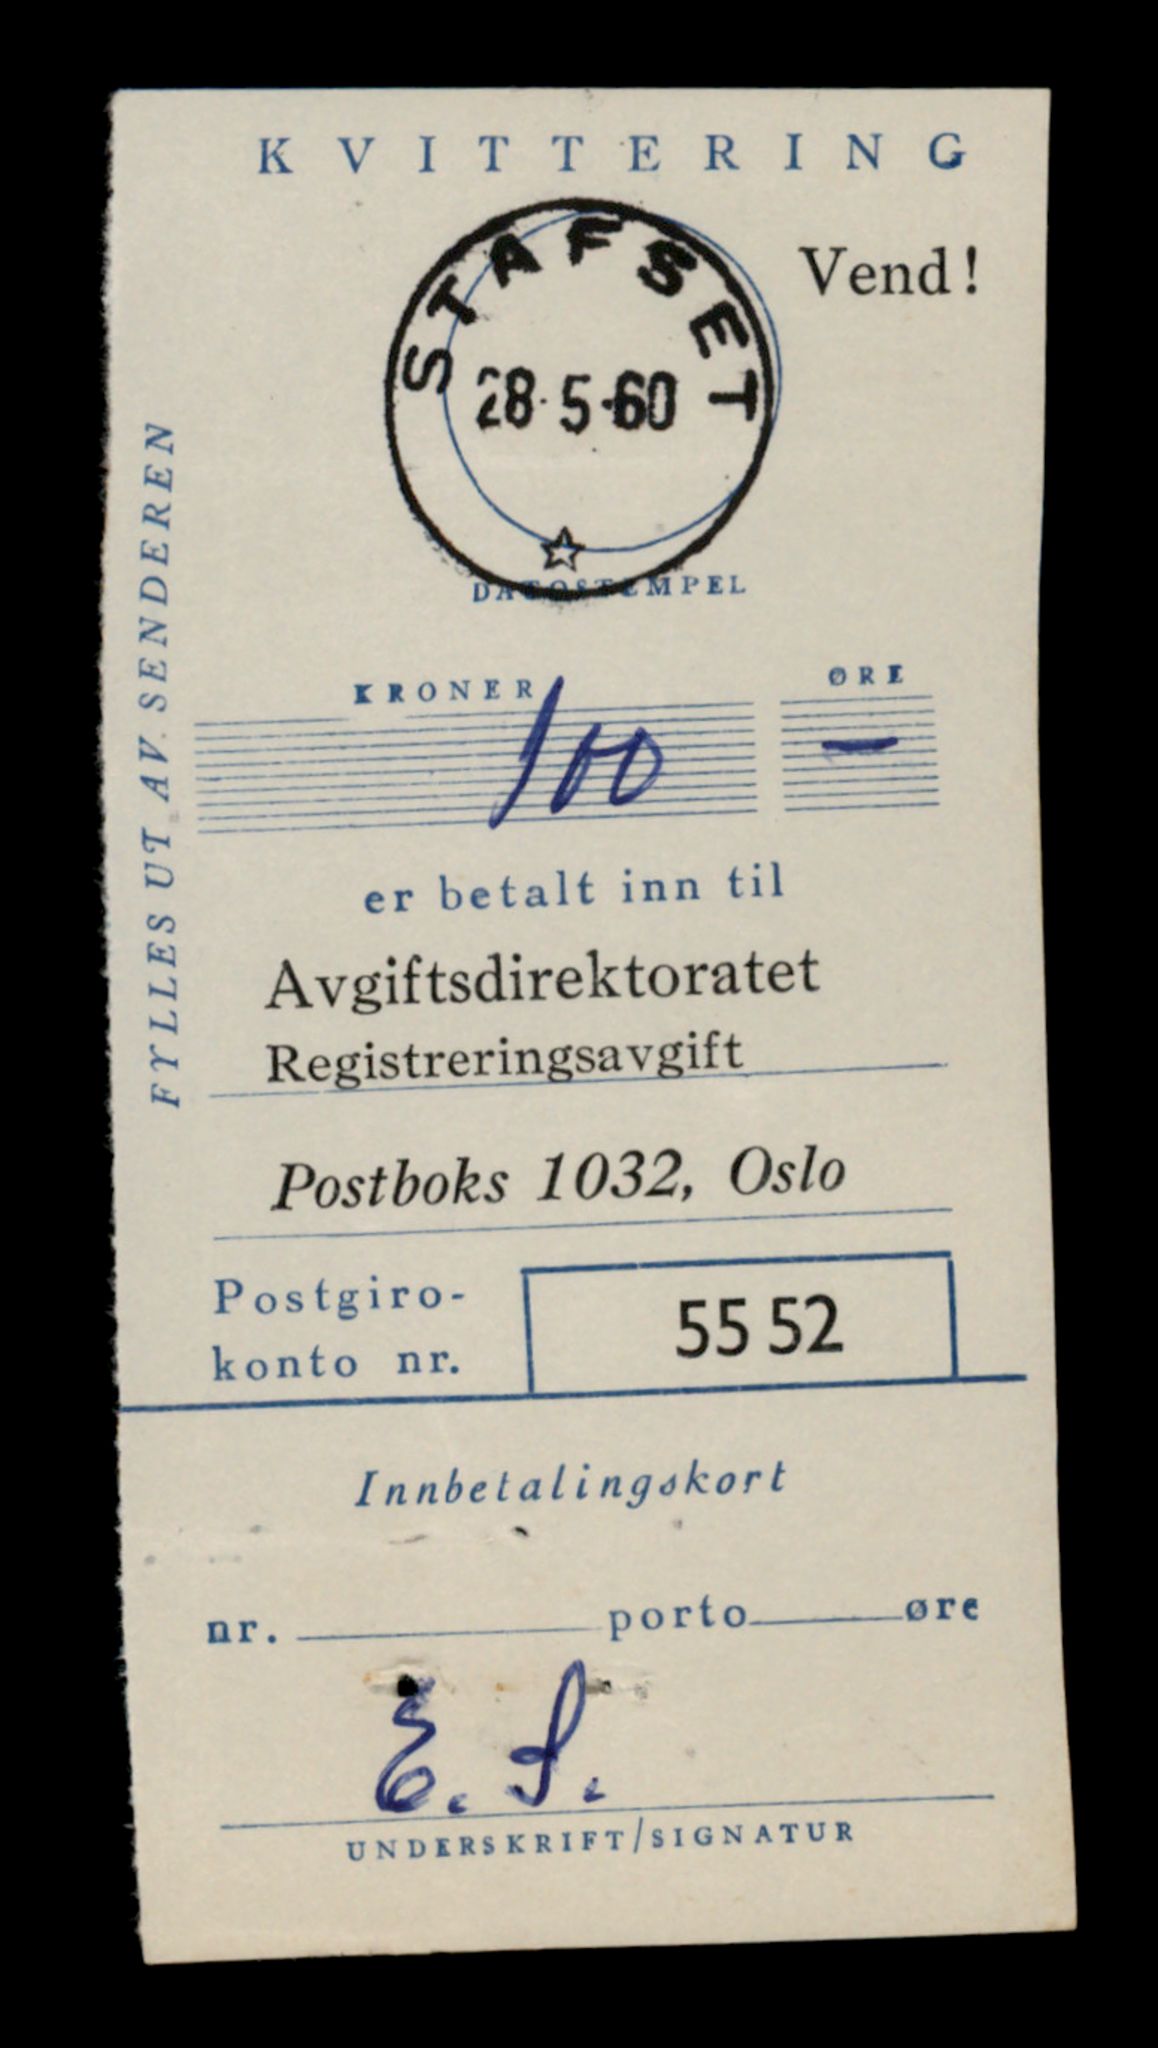 KVITTERING
STAFSET
Vend!
28·5·60
DATOSTEMPEL
FYLLES UT AV SENDEREN
KRONER ØRE
100 —
er betalt inn til
Avgiftsdirektoratet
Registreringsavgift
Postboks 1032, Oslo
Postgiro-
konto nr. 55 52
Innbetalingskort
nr. porto øre
E. S.
UNDERSKRIFT/SIGNATUR